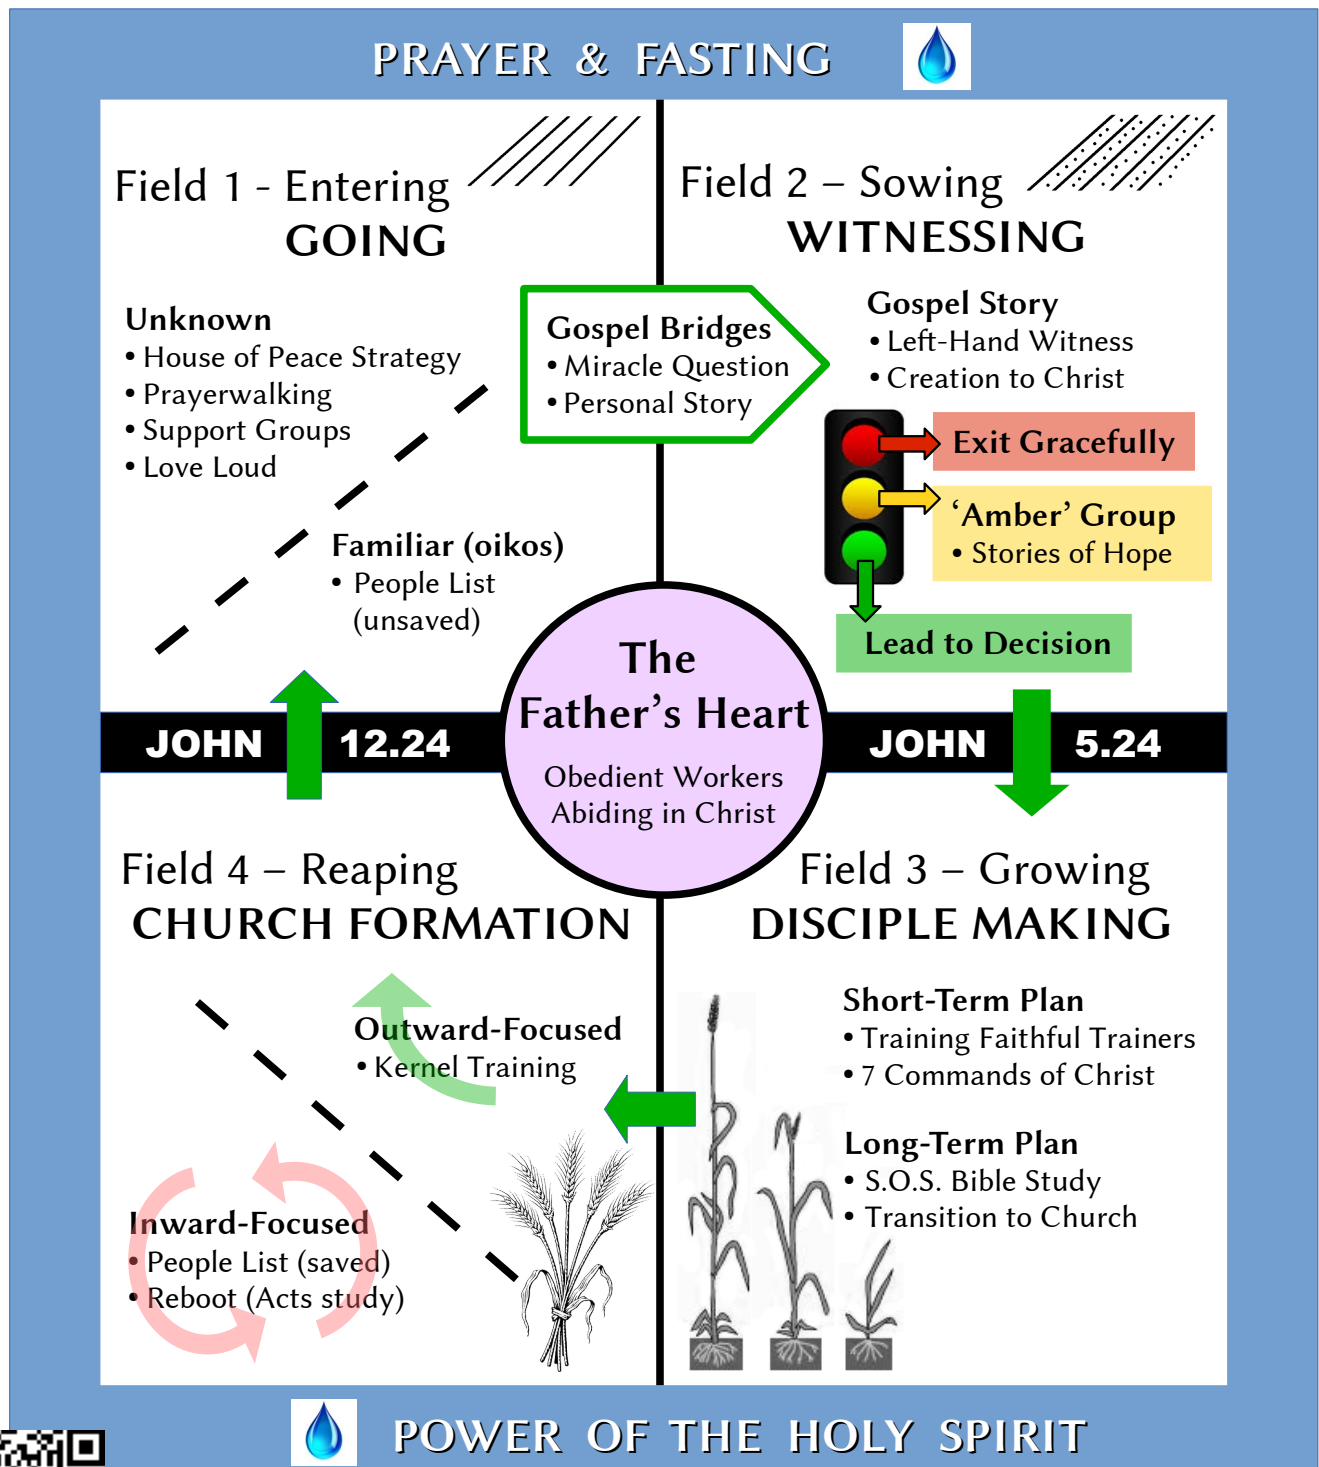 PRAYER & FASTING
Field 1 - Entering
GOING
Unknown
• House of Peace Strategy
• Prayerwalking
• Support Groups
• Love Loud
Familiar (oikos)
• People List
(unsaved)
Gospel Bridges
• Miracle Question
• Personal Story
Field 2 – Sowing
WITNESSING
Gospel Story
• Left-Hand Witness
• Creation to Christ
Exit Gracefully
‘Amber’ Group
• Stories of Hope
Lead to Decision
The
Father’s Heart
Obedient Workers
Abiding in Christ
JOHN 12.24
JOHN 5.24
Field 4 – Reaping
CHURCH FORMATION
Outward-Focused
• Kernel Training
Inward-Focused
• People List (saved)
• Reboot (Acts study)
Field 3 – Growing
DISCIPLE MAKING
Short-Term Plan
• Training Faithful Trainers
• 7 Commands of Christ
Long-Term Plan
• S.O.S. Bible Study
• Transition to Church
POWER OF THE HOLY SPIRIT